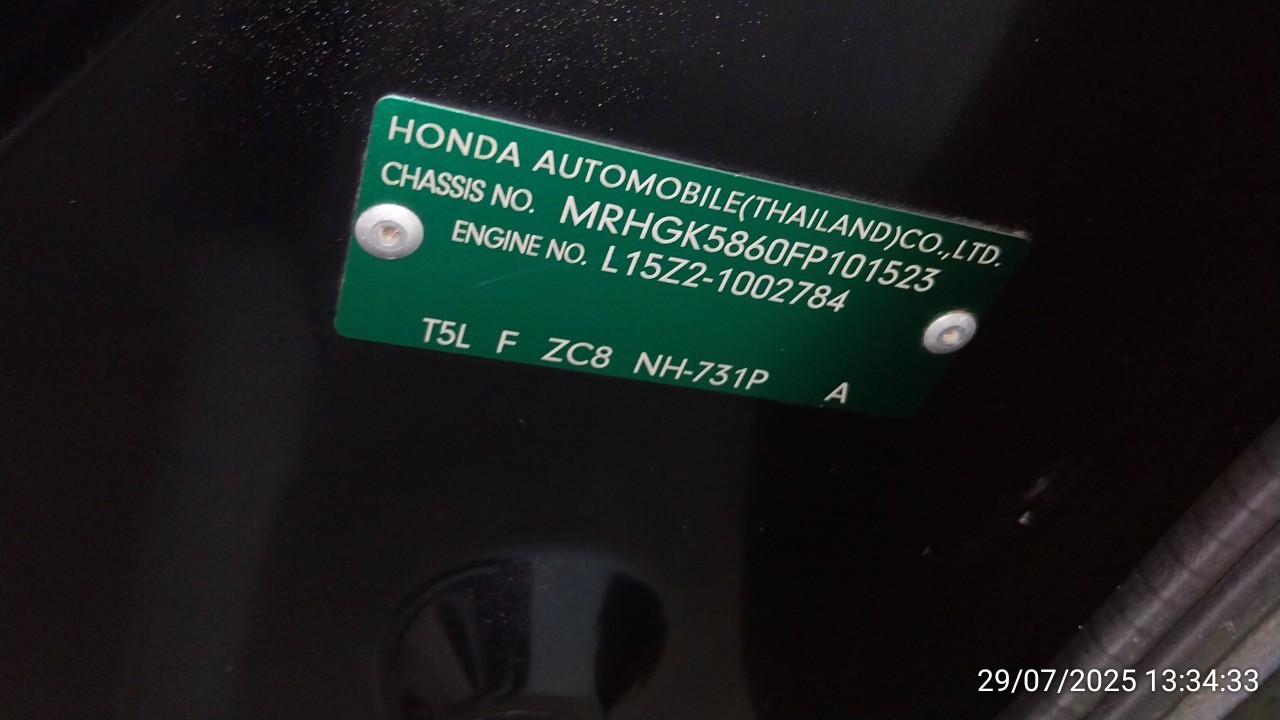 HONDA AUTOMOBILE(THAILAND)CO.,LTD.
CHASSIS NO. MRHGK5860FP101523
ENGINE NO. L15Z2-1002784
T5L F ZC8 NH-731P A
29/07/2025 13:34:33